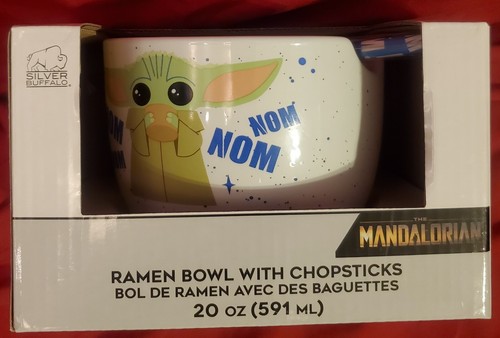 SILVER
BUFFALO
NOM
NOM
NOM
NOM
THE
MANDALORIAN
RAMEN BOWL WITH CHOPSTICKS
BOL DE RAMEN AVEC DES BAGUETTES
20 OZ (591 ML)